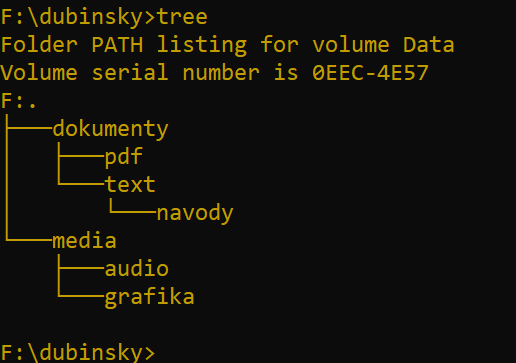 F:\dubinsky>tree
Folder PATH listing for volume Data
Volume serial number is 0EEC-4E57
F:.
├───dokumenty
│   ├───pdf
│   └───text
│       └───navody
└───media
    ├───audio
    └───grafika

F:\dubinsky>